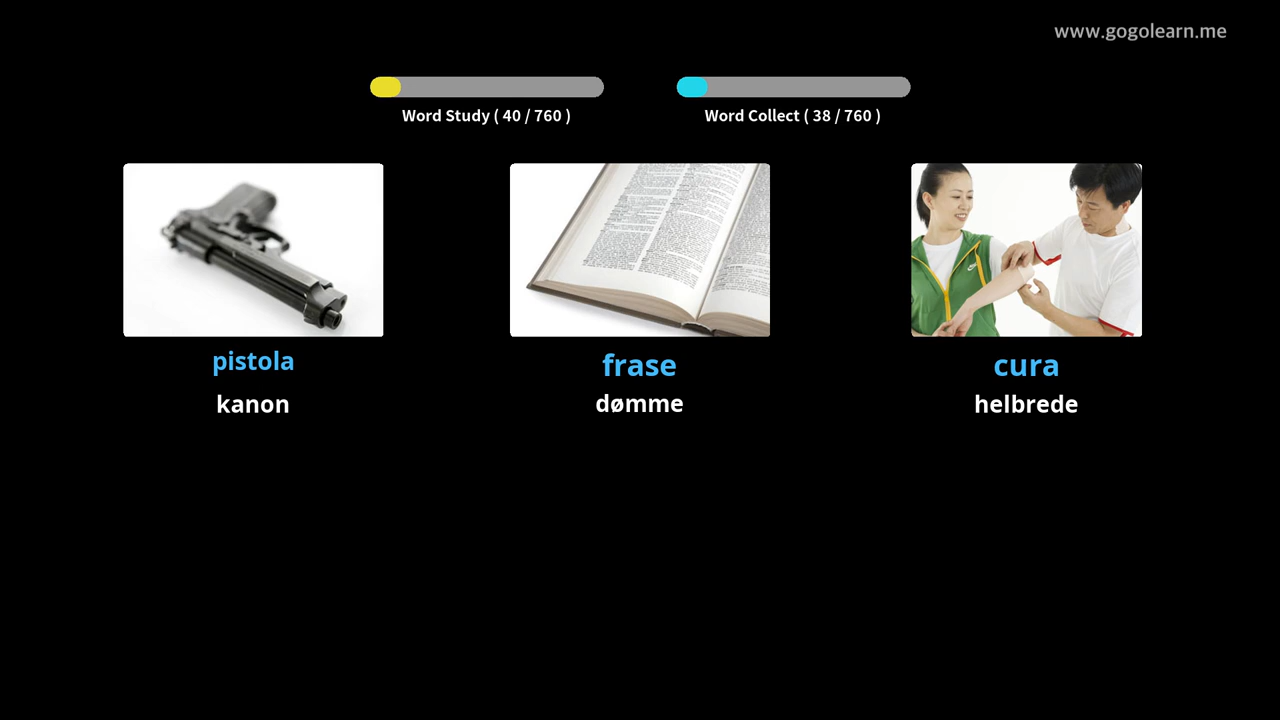 www.gogolearn.me
Word Study ( 40 / 760 )
Word Collect ( 38 / 760 )
pistola
frase
cura
kanon
dømme
helbrede